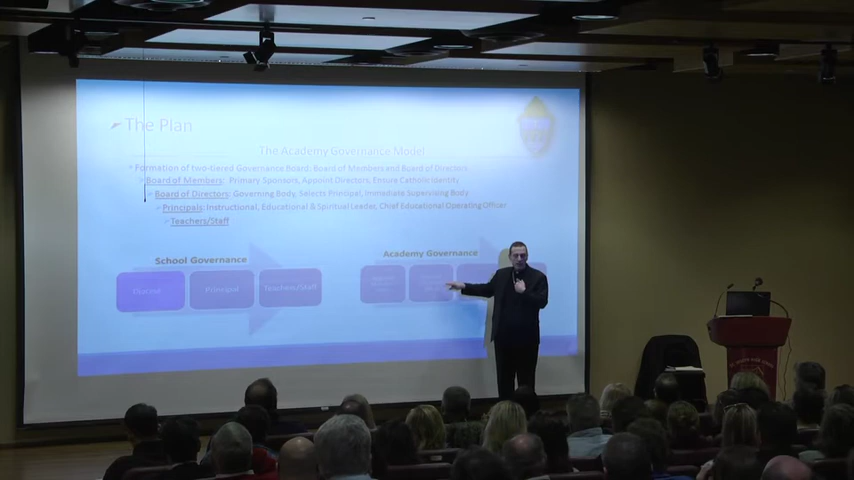 The Plan
The Academy Governance Model
Formation of two-tiered Governance Board: Board of Members and Board of Directors
Board of Members: Primary Sponsors, Appoint Directors, Ensure Catholic Identity
Board of Directors: Governing Body, Selects Principal, Immediate Supervising Body
Principals: Instructional, Educational & Spiritual Leader, Chief Educational Operating Officer
Teachers/Staff
School Governance
Academy Governance
Principal
Teachers/Staff